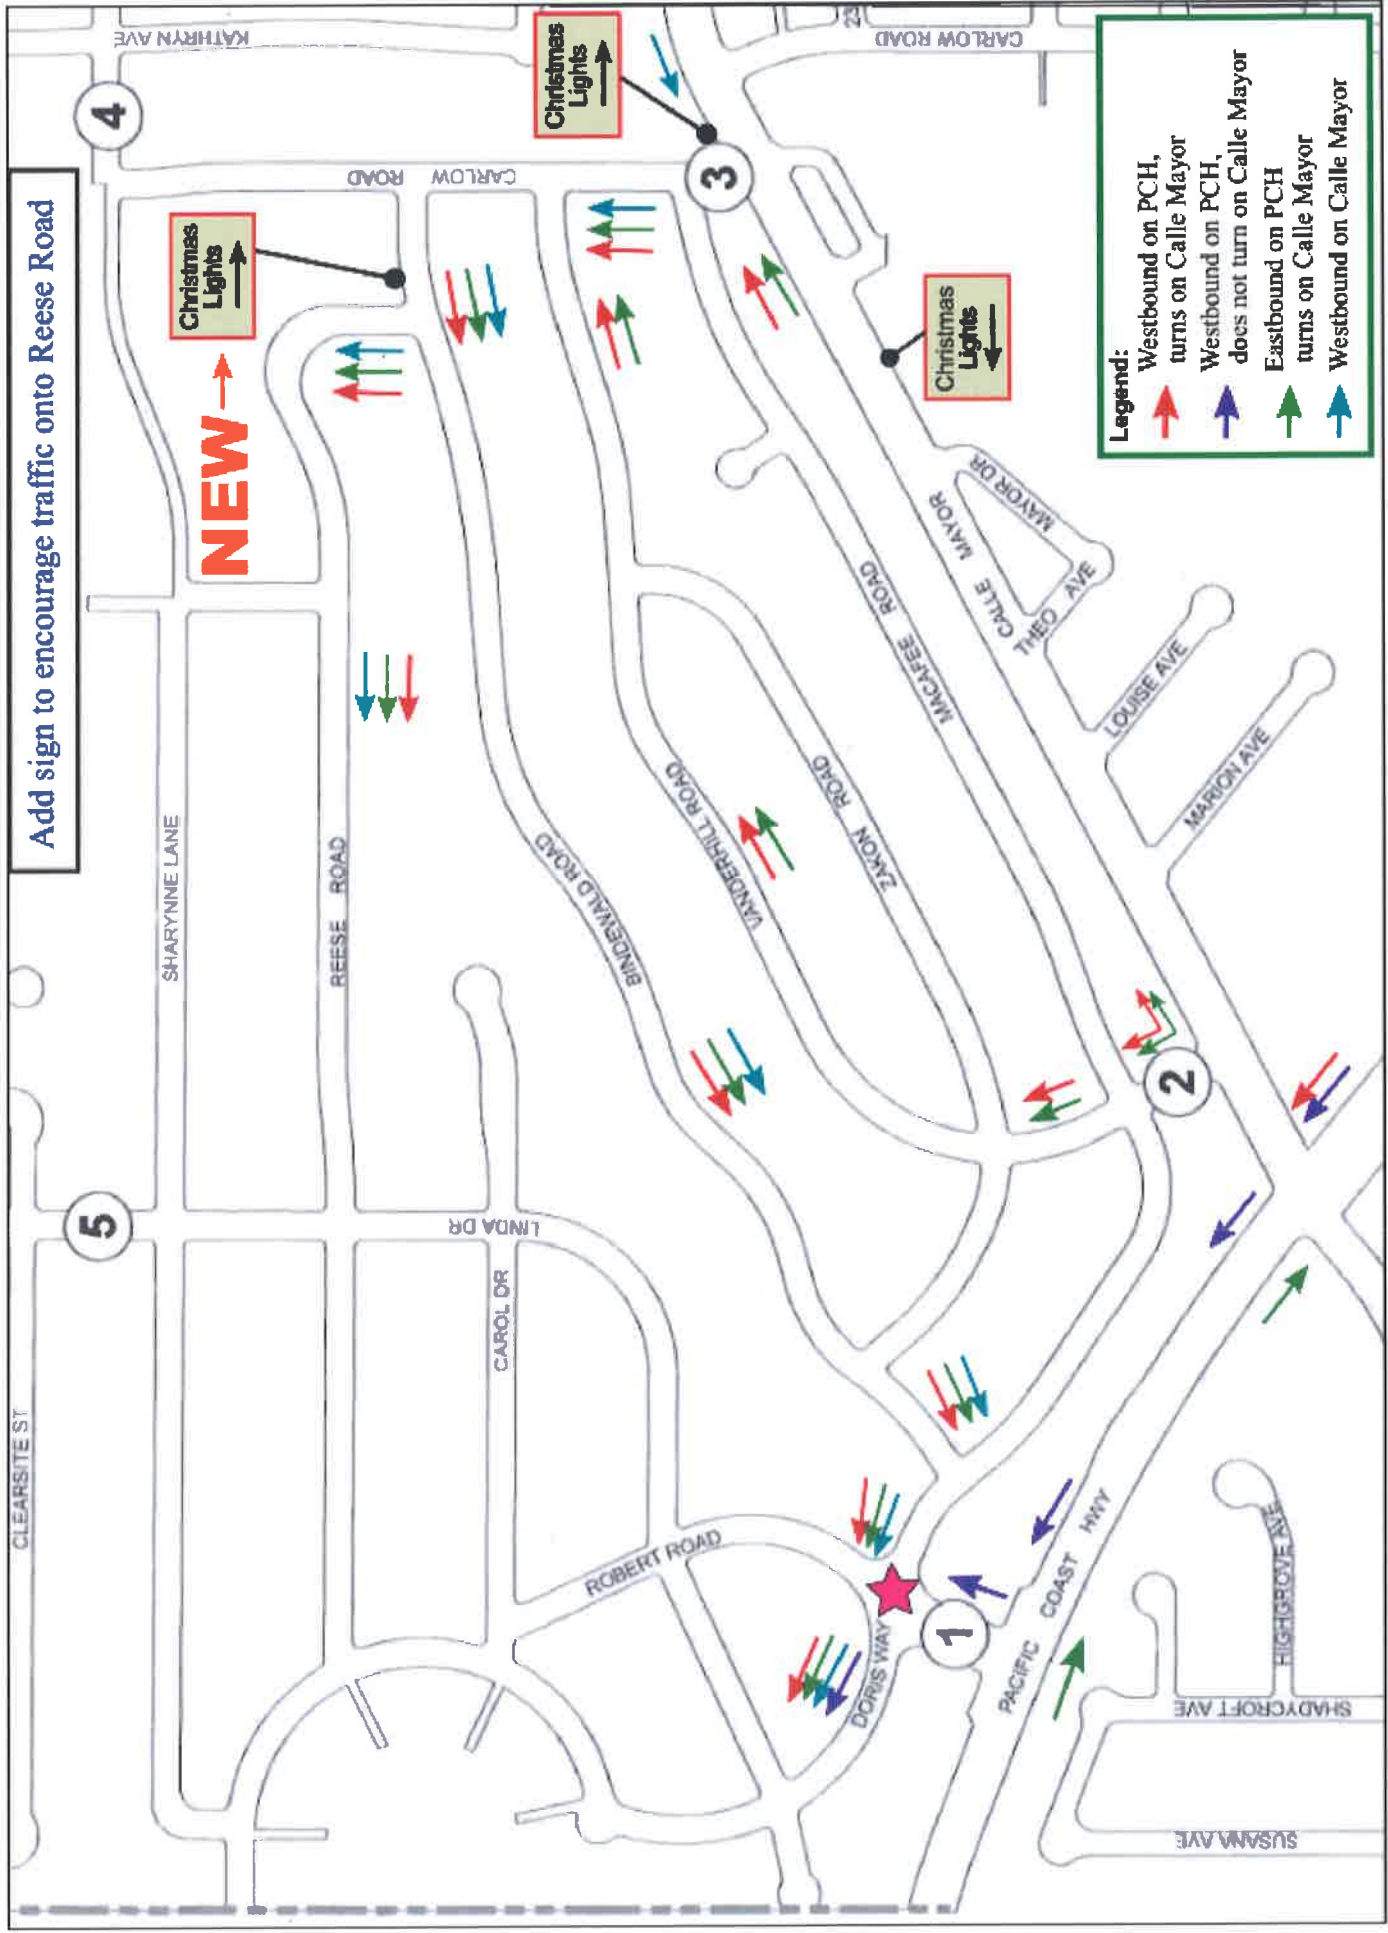 Add sign to encourage traffic onto Reese Road
NEW
Christmas
Lights
Christmas
Lights
Christmas
Lights
Legend:
Westbound on PCH,
turns on Calle Mayor
Westbound on PCH,
does not turn on Calle Mayor
Eastbound on PCH
turns on Calle Mayor
Westbound on Calle Mayor
1
2
3
4
5
23
CLEARSITE ST
SHARYNNE LANE
REESE ROAD
LINDA DR
CAROL DR
ROBERT ROAD
DORIS WAY
BINDEWALD ROAD
VANDERHILL ROAD
ZAKON ROAD
MACAFEE ROAD
CALLE MAYOR
MAYOR DR
THEO AVE
LOUISE AVE
MARION AVE
CARLOW ROAD
CARLOW ROAD
KATHRYN AVE
PACIFIC COAST HWY
HIGHGROVE AVE
SHADYCROFT AVE
SUSANA AVE